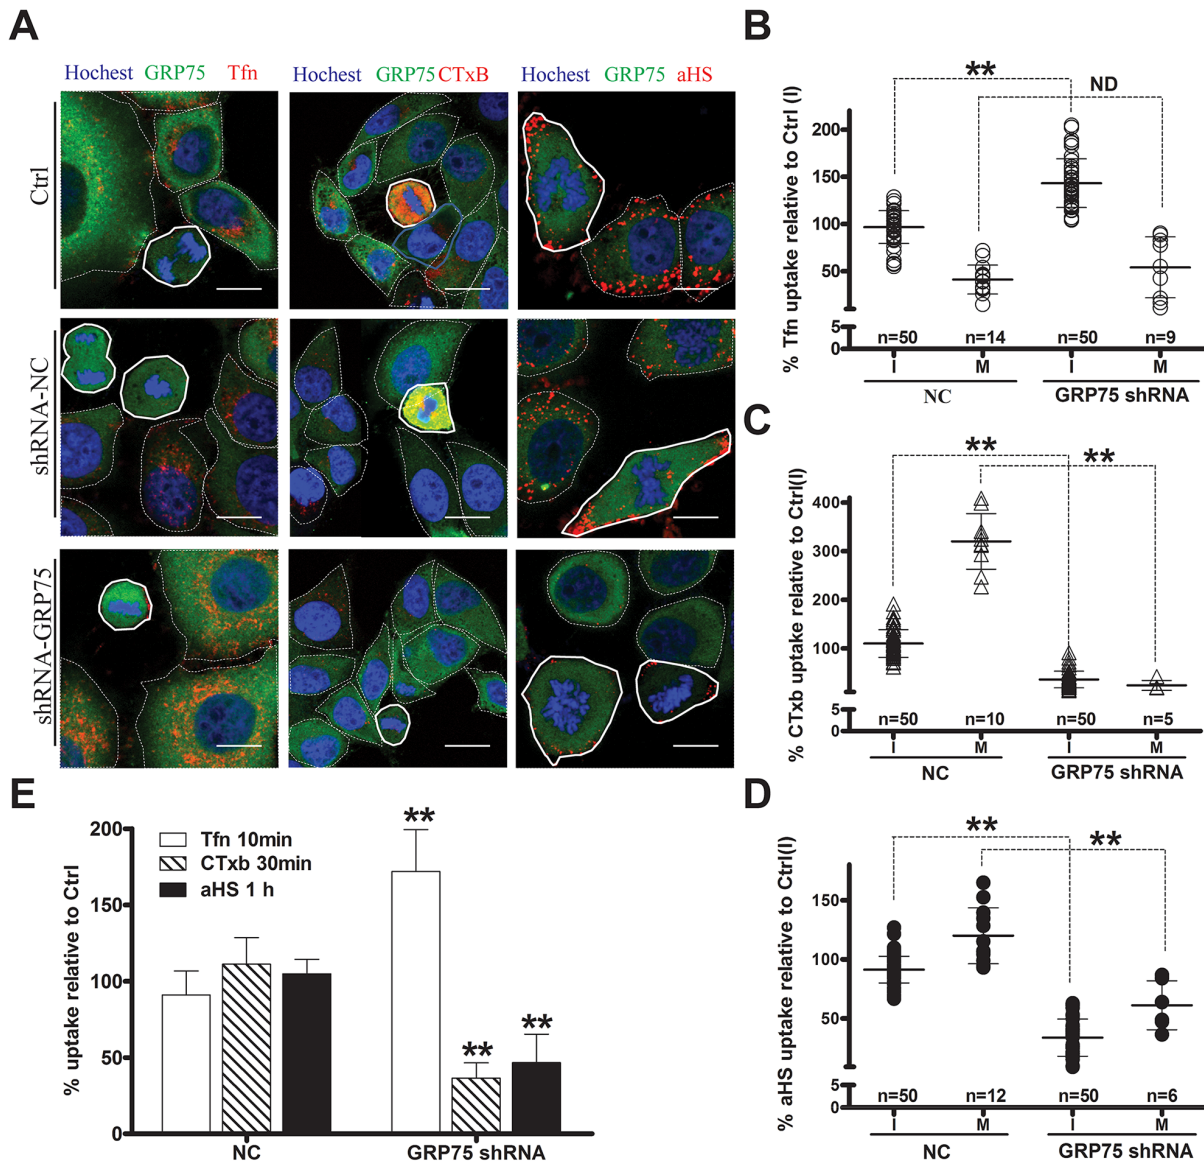 A
Hochest GRP75 Tfn
Hochest GRP75 CTxB
Hochest GRP75 aHS
Ctrl
shRNA-NC
shRNA-GRP75
B
% Tfn uptake relative to Ctrl (I)
200
150
100
50
5
0
**
ND
n=50 n=14 n=50 n=9
I M I M
NC GRP75 shRNA
C
% CTxb uptake relative to Ctrl(I)
400
300
200
100
5
0
**
**
n=50 n=10 n=50 n=5
I M I M
NC GRP75 shRNA
D
% aHS uptake relative to Ctrl(I)
150
100
50
5
0
**
**
n=50 n=12 n=50 n=6
I M I M
NC GRP75 shRNA
E
% uptake relative to Ctrl
200
150
100
50
0
Tfn 10min
CTxb 30min
aHS 1 h
**
**
**
NC GRP75 shRNA